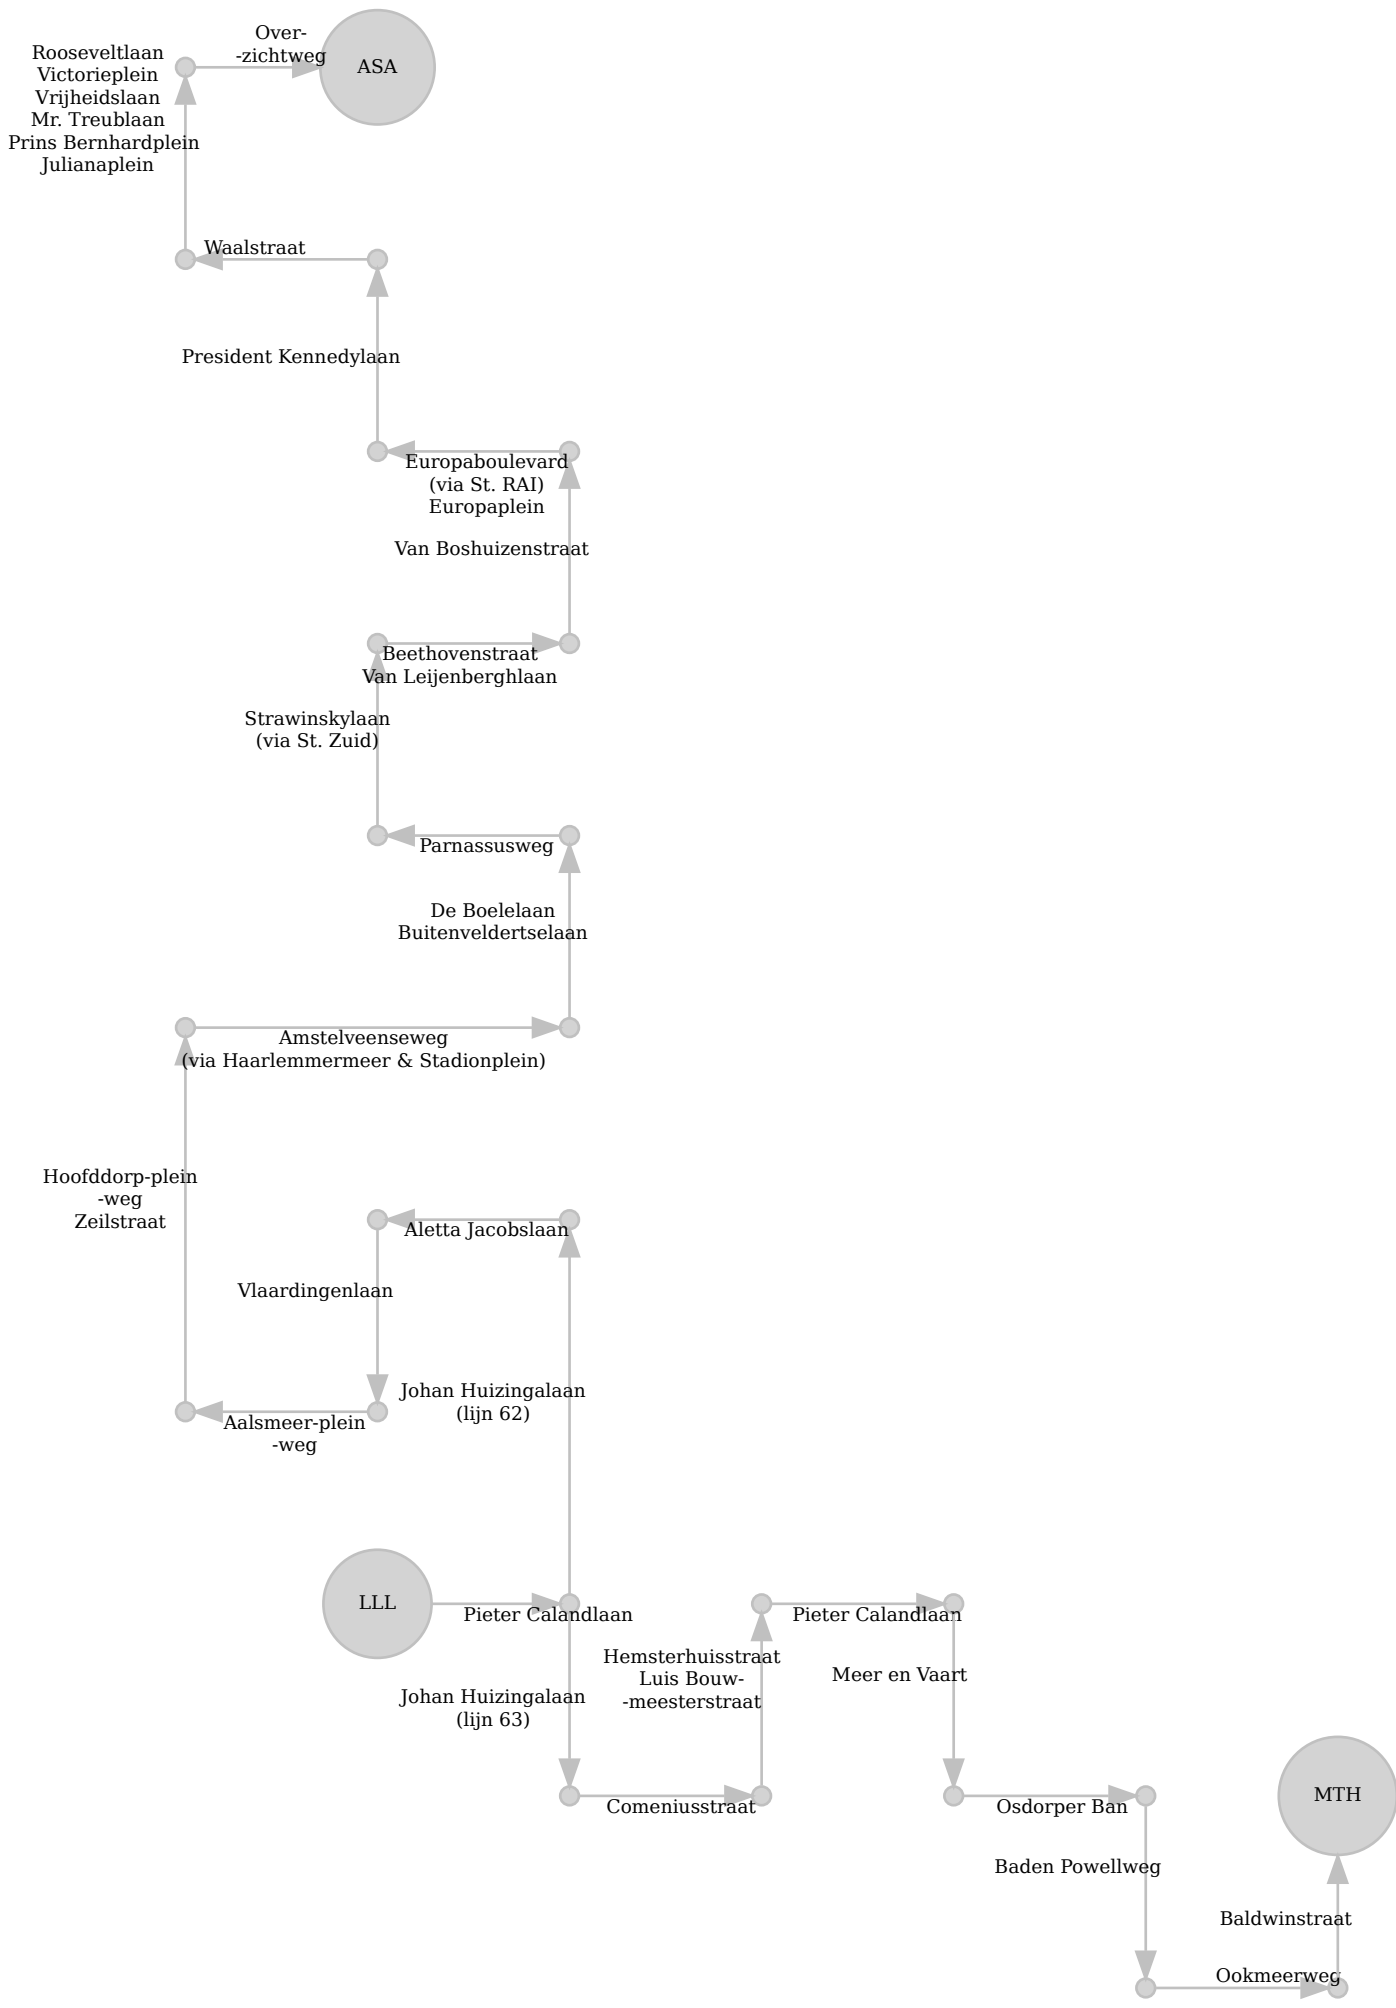 Over-
-zichtweg
ASA
Rooseveltlaan
Victorieplein
Vrijheidslaan
Mr. Treublaan
Prins Bernhardplein
Julianaplein
Waalstraat
President Kennedylaan
Europaboulevard
(via St. RAI)
Europaplein
Van Boshuizenstraat
Beethovenstraat
Van Leijenberghlaan
Strawinskylaan
(via St. Zuid)
Parnassusweg
De Boelelaan
Buitenveldertselaan
Amstelveenseweg
(via Haarlemmermeer & Stadionplein)
Hoofddorp-plein
-weg
Zeilstraat
Aletta Jacobslaan
Vlaardingenlaan
Johan Huizingalaan
(lijn 62)
Aalsmeer-plein
-weg
LLL
Pieter Calandlaan
Pieter Calandlaan
Hemsterhuisstraat
Luis Bouw-
-meesterstraat
Meer en Vaart
Johan Huizingalaan
(lijn 63)
Comeniusstraat
Osdorper Ban
MTH
Baden Powellweg
Baldwinstraat
Ookmeerweg